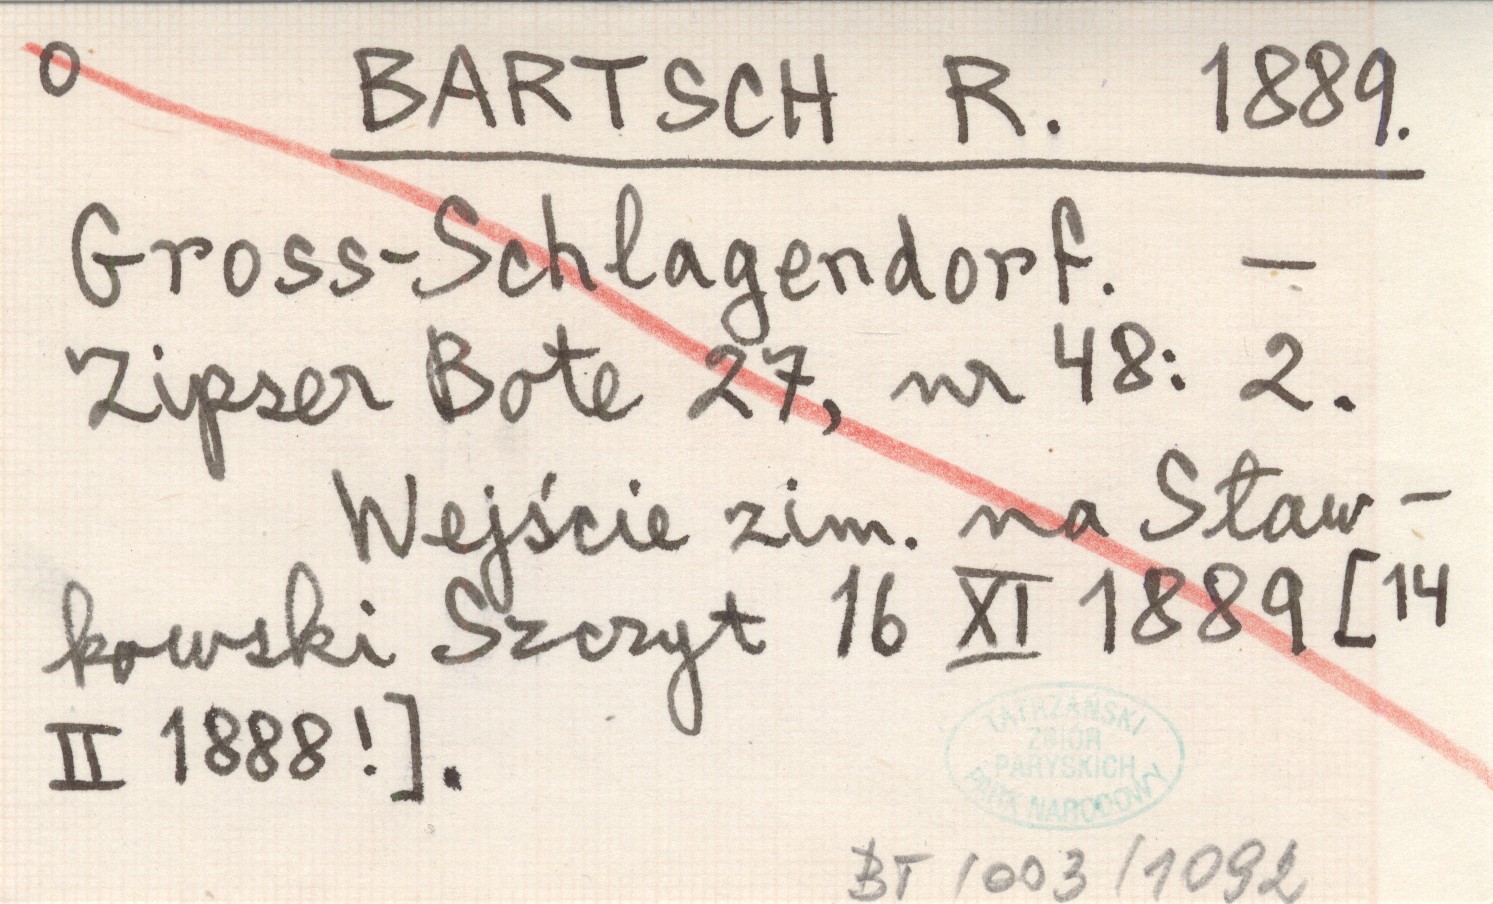 o BARTSCH R. 1889.
Gross-Schlagendorf. —
Zipser Bote 27, nr 48: 2.
Wejście zim. na Staw-
kowski Szczyt 16 XI 1889 [14
II 1888!].
TATRZAŃSKI
ZBIÓR
PARYSKICH
PARK NARODOWY
BT 1003/1092